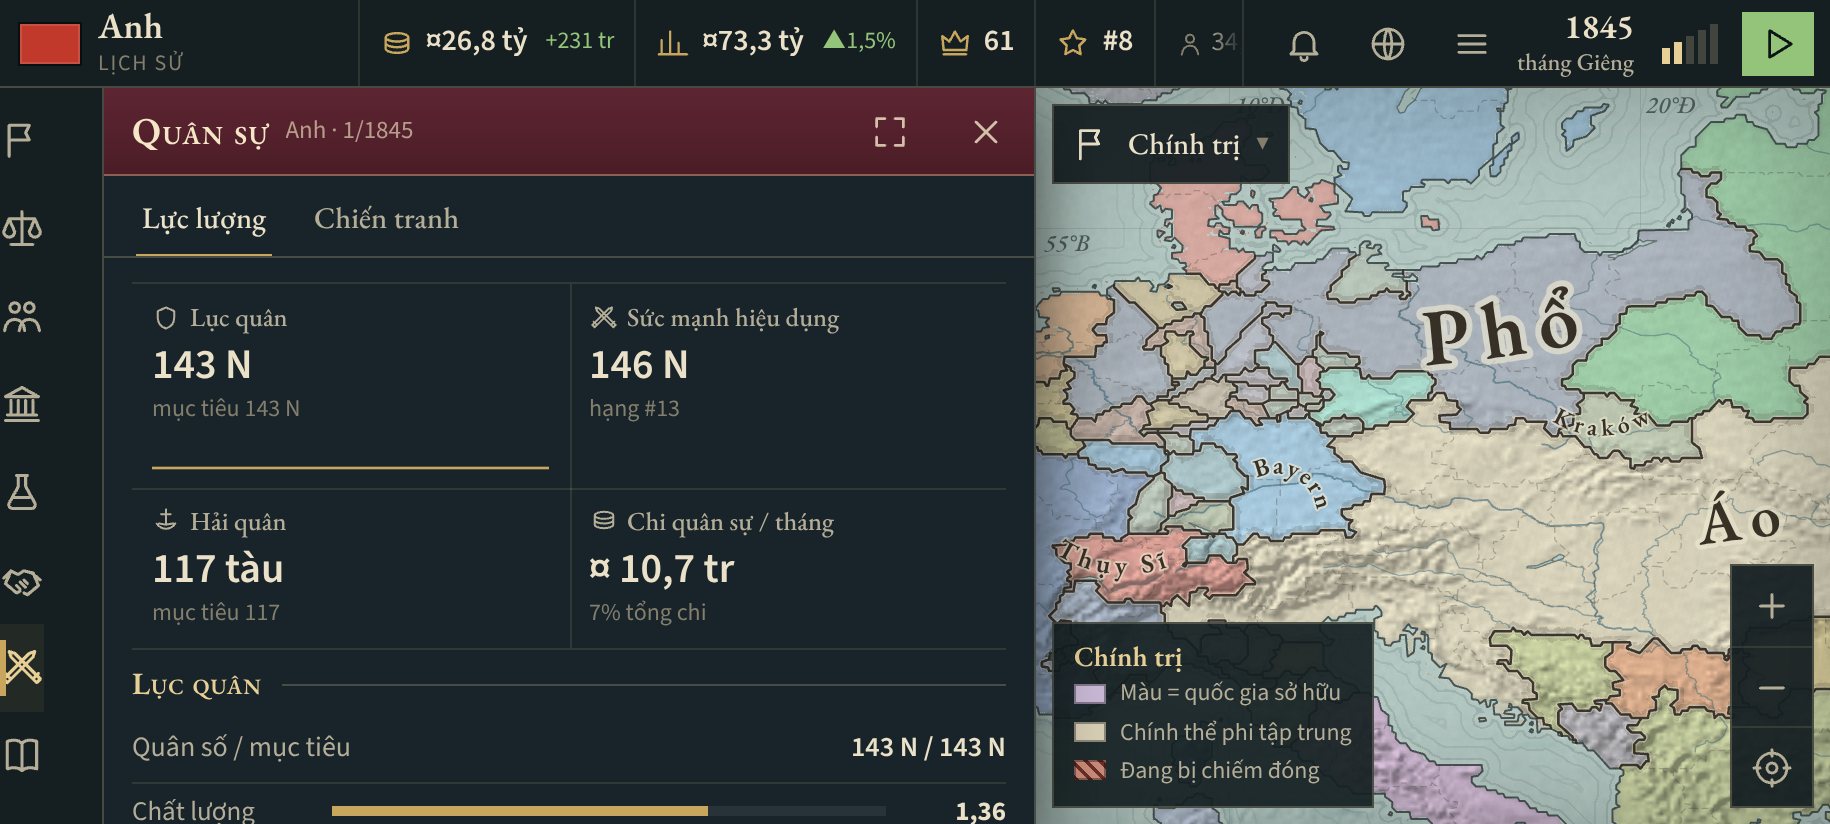 Anh
LỊCH SỬ
¤26,8 tỷ +231 tr
¤73,3 tỷ ▲1,5%
61
#8
34
1845
tháng Giêng
Quân sự Anh · 1/1845
Lực lượng Chiến tranh
Lục quân
143 N
mục tiêu 143 N
Sức mạnh hiệu dụng
146 N
hạng #13
Hải quân
117 tàu
mục tiêu 117
Chi quân sự / tháng
¤ 10,7 tr
7% tổng chi
Lục quân
Quân số / mục tiêu 143 N / 143 N
Chất lượng 1,36
Chính trị ▼
10°Đ
20°Đ
55°B
Phổ
Kraków
Bayern
Áo
Thụy Sĩ
Chính trị
Màu = quốc gia sở hữu
Chính thể phi tập trung
Đang bị chiếm đóng